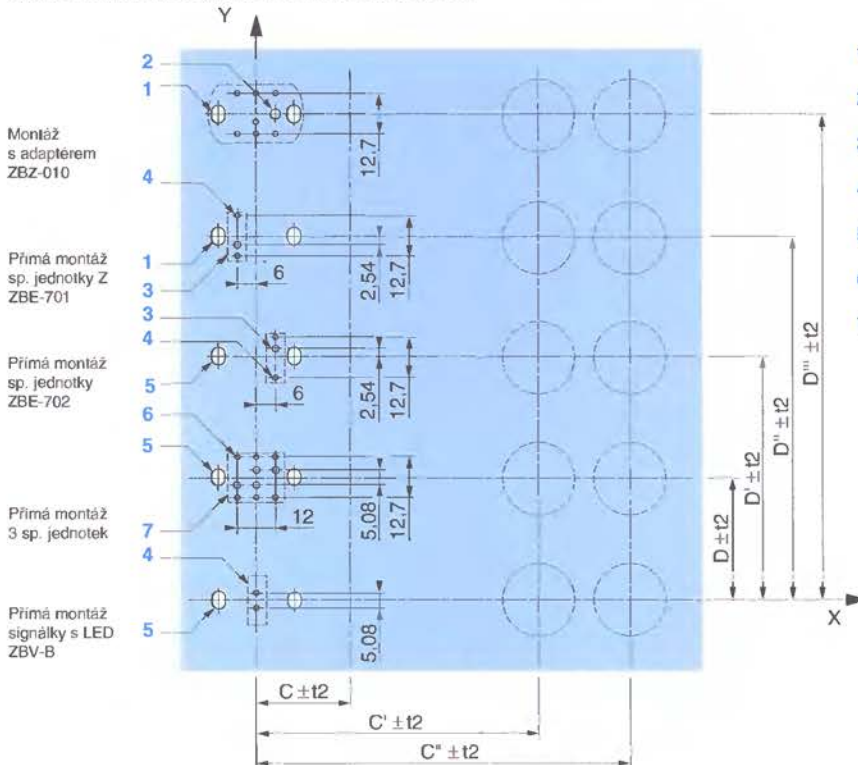 Y
2
1
Montáž
s adaptérem
ZBZ-010
12,7
4
Přímá montáž
sp. jednotky Z
ZBE-701
1
3
6
2,54
12,7
3
4
Přímá montáž
sp. jednotky
ZBE-702
5
6
2,54
12,7
6
5
Přímá montáž
3 sp. jednotek
7
12
5,08
12,7
4
Přímá montáž
signálky s LED
ZBV-B
5
5,08
D ±t2
D' ±t2
D" ±t2
D"' ±t2
X
C ±t2
C' ±t2
C" ±t2